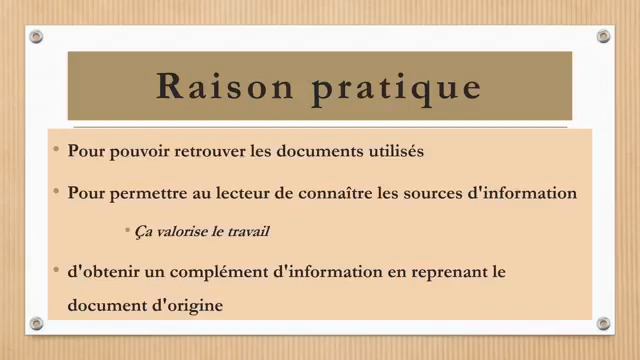 Raison pratique
• Pour pouvoir retrouver les documents utilisés
• Pour permettre au lecteur de connaître les sources d'information
• Ça valorise le travail
• d'obtenir un complément d'information en reprenant le
document d'origine